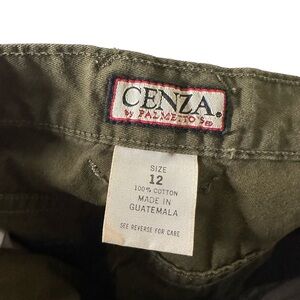 CENZA®
by PALMETTO'S
SIZE
12
100% COTTON
MADE IN
GUATEMALA
SEE REVERSE FOR CARE